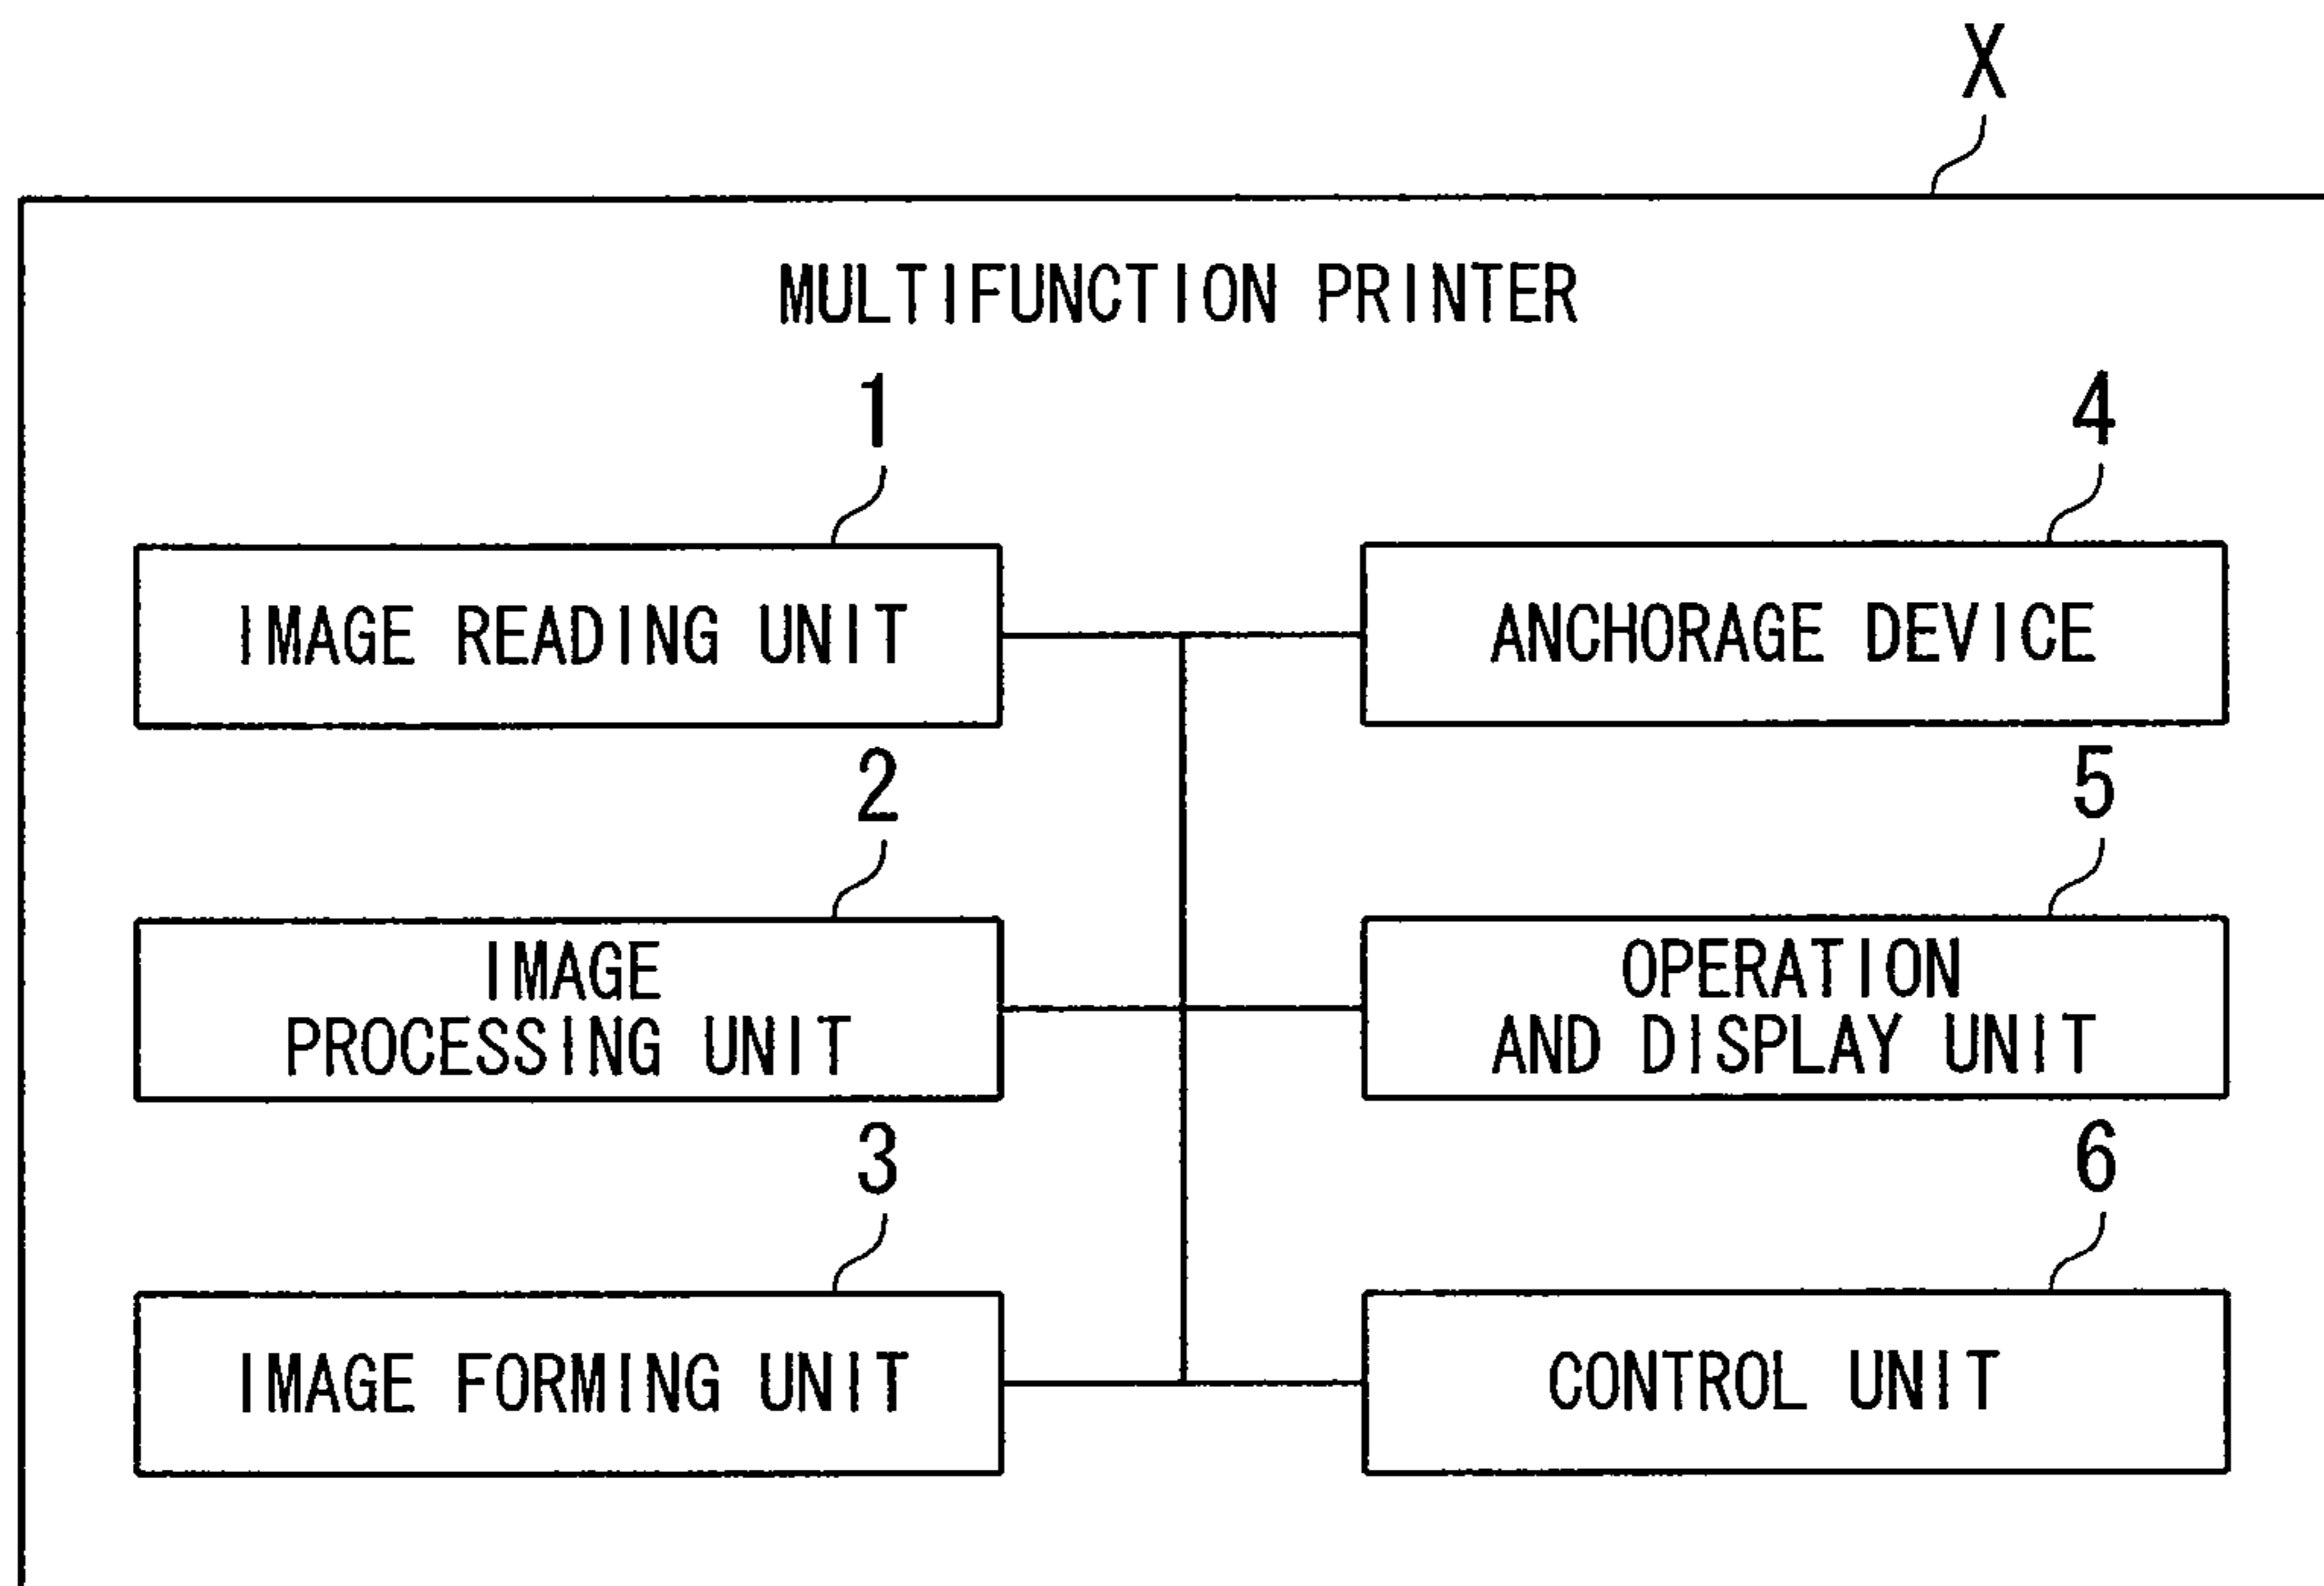 X
MULTIFUNCTION PRINTER
1
IMAGE READING UNIT
4
ANCHORAGE DEVICE
2
IMAGE
PROCESSING UNIT
5
OPERATION
AND DISPLAY UNIT
3
IMAGE FORMING UNIT
6
CONTROL UNIT